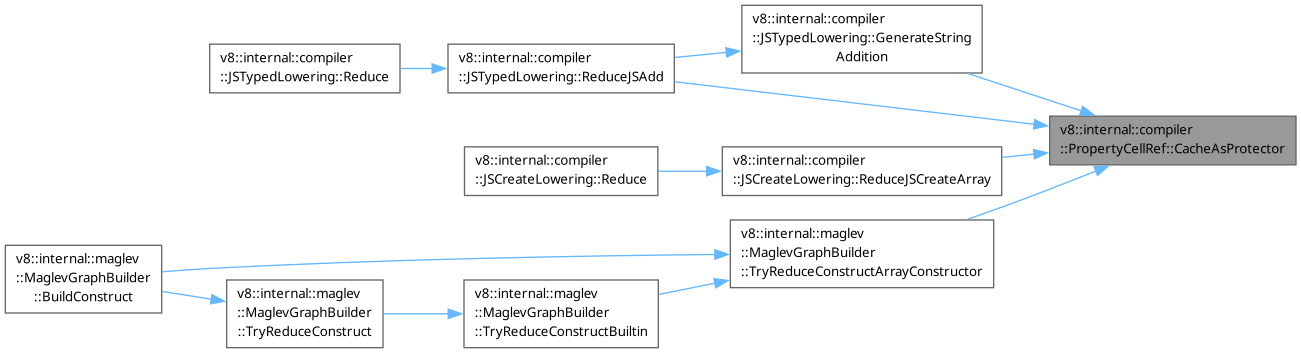 v8::internal::compiler
::JSTypedLowering::GenerateString
Addition
v8::internal::compiler
::JSTypedLowering::Reduce
v8::internal::compiler
::JSTypedLowering::ReduceJSAdd
v8::internal::compiler
::PropertyCellRef::CacheAsProtector
v8::internal::compiler
::JSCreateLowering::Reduce
v8::internal::compiler
::JSCreateLowering::ReduceJSCreateArray
v8::internal::maglev
::MaglevGraphBuilder
::TryReduceConstructArrayConstructor
v8::internal::maglev
::MaglevGraphBuilder
::BuildConstruct
v8::internal::maglev
::MaglevGraphBuilder
::TryReduceConstruct
v8::internal::maglev
::MaglevGraphBuilder
::TryReduceConstructBuiltin